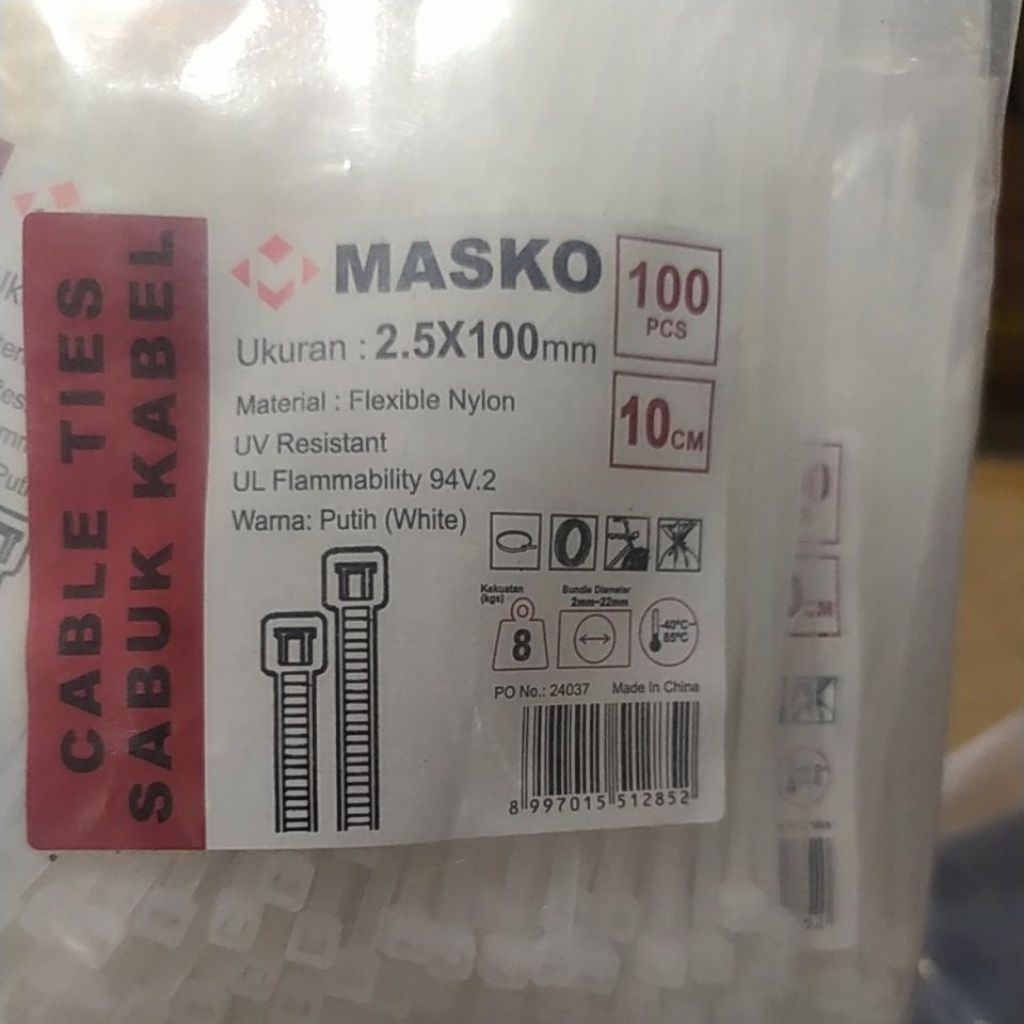 CABLE TIES
SABUK KABEL
MASKO
100
PCS
Ukuran : 2.5X100mm
10CM
Material : Flexible Nylon
UV Resistant
UL Flammability 94V.2
Warna: Putih (White)
Kekuatan
(kgs)
8
Bundle Diameter
2mm-22mm
-40°C~
85°C
PO No.: 24037
Made In China
8 997015 512852
CM